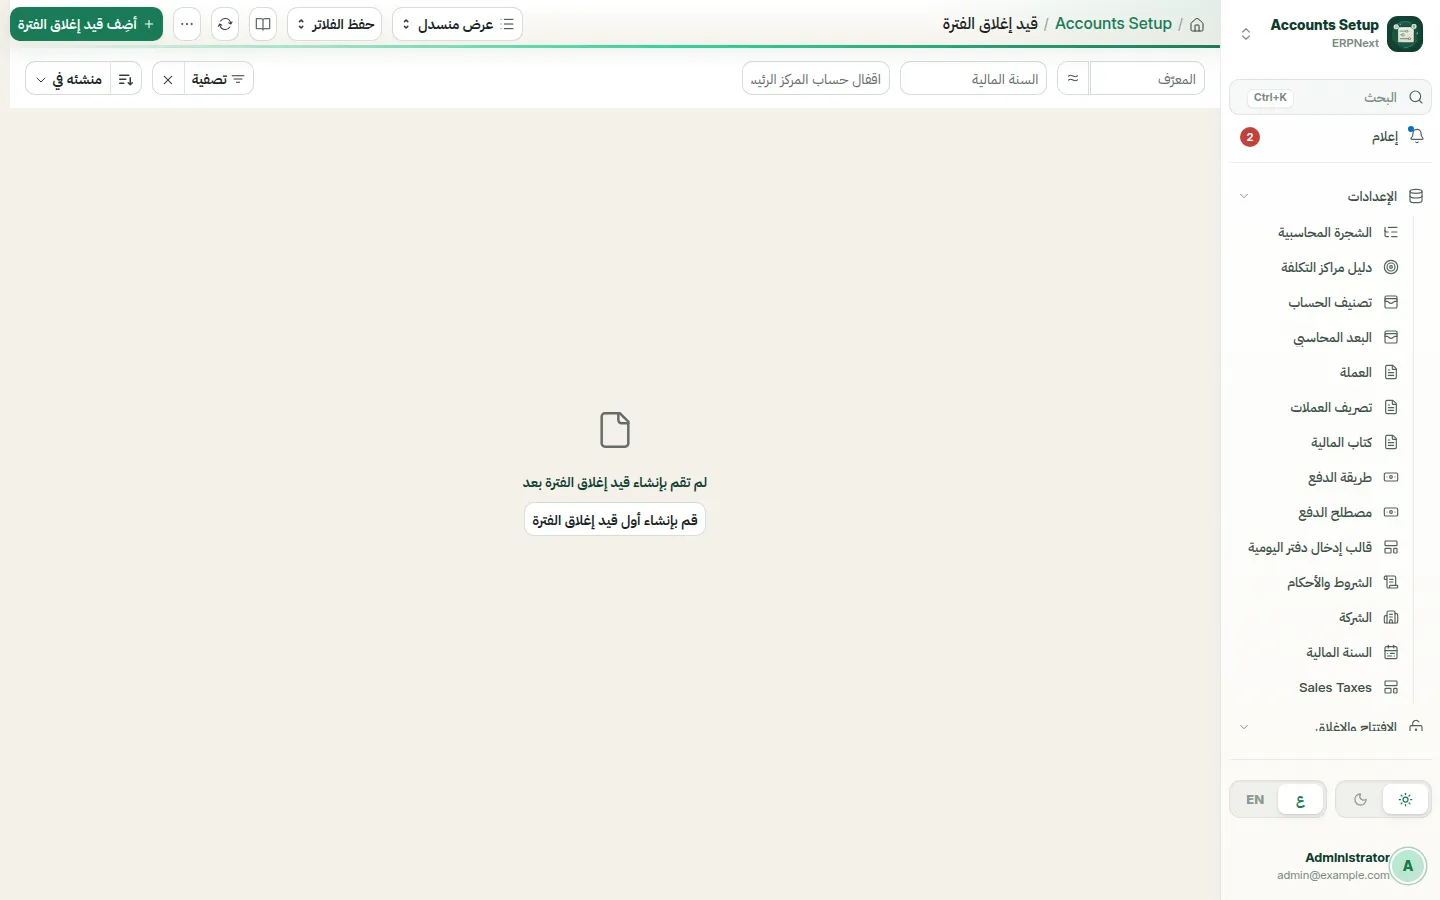 Accounts Setup
ERPNext
البحث
Ctrl+K
إعلام
2
الإعدادات
الشجرة المحاسبية
دليل مراكز التكلفة
تصنيف الحساب
البعد المحاسبي
العملة
تصريف العملات
كتاب المالية
طريقة الدفع
مصطلح الدفع
قالب إدخال دفتر اليومية
الشروط والأحكام
الشركة
السنة المالية
Sales Taxes
الافتتاح والإغلاق
ع
EN
Administrator
admin@example.com
A
/ Accounts Setup / قيد إغلاق الفترة
عرض منسدل
حفظ الفلاتر
أضِف قيد إغلاق الفترة
المعرّف
السنة المالية
اقفال حساب المركز الرئيس
تصفية
منشئه في
لم تقم بإنشاء قيد إغلاق الفترة بعد
قم بإنشاء أول قيد إغلاق الفترة